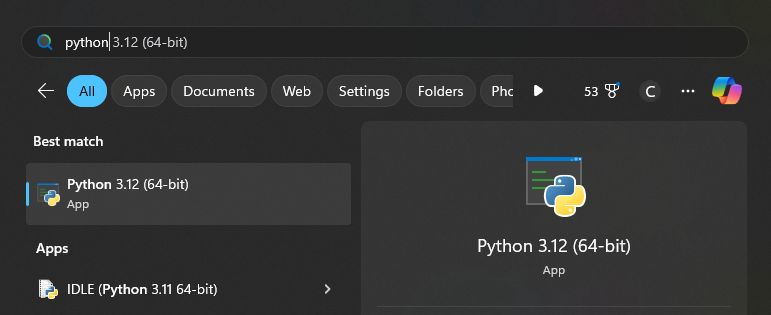 python 3.12 (64-bit)
All Apps Documents Web Settings Folders Pho 53 C
Best match
Python 3.12 (64-bit)
App
Apps
IDLE (Python 3.11 64-bit)
Python 3.12 (64-bit)
App